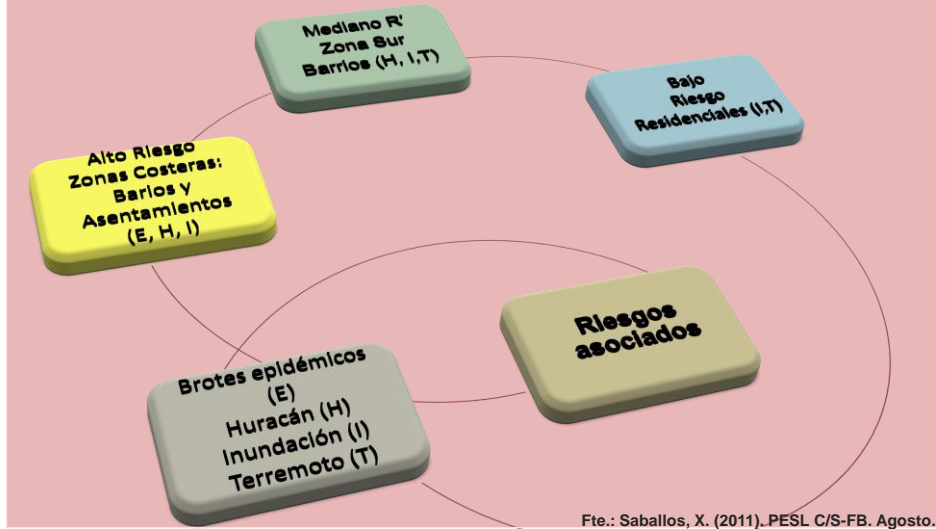 Mediano R'
Zona Sur
Barrios (H, I,T)
Bajo
Riesgo
Residenciales (I,T)
Alto Riesgo
Zonas Costeras:
Barios y
Asentamientos
(E, H, I)
Riesgos
asociados
Brotes epidémicos
(E)
Huracán (H)
Inundación (I)
Terremoto (T)
Fte.: Saballos, X. (2011). PESL C/S-FB. Agosto.